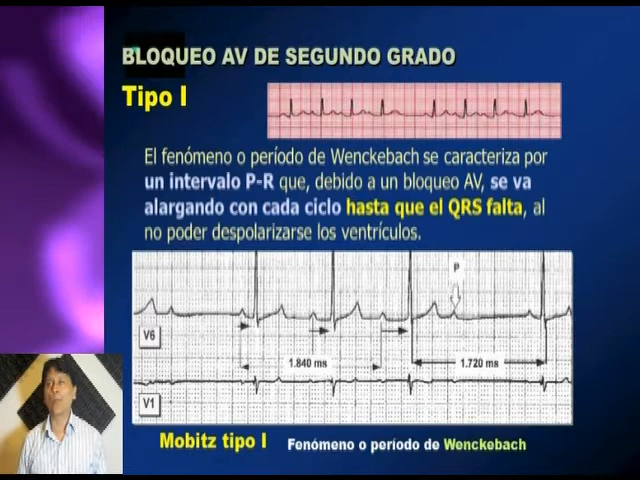 BLOQUEO AV DE SEGUNDO GRADO
Tipo I
El fenómeno o período de Wenckebach se caracteriza por
un intervalo P-R que, debido a un bloqueo AV, se va
alargando con cada ciclo hasta que el QRS falta, al
no poder despolarizarse los ventrículos.
P
V6
1.840 ms
1.720 ms
V1
Mobitz tipo I
Fenómeno o período de Wenckebach